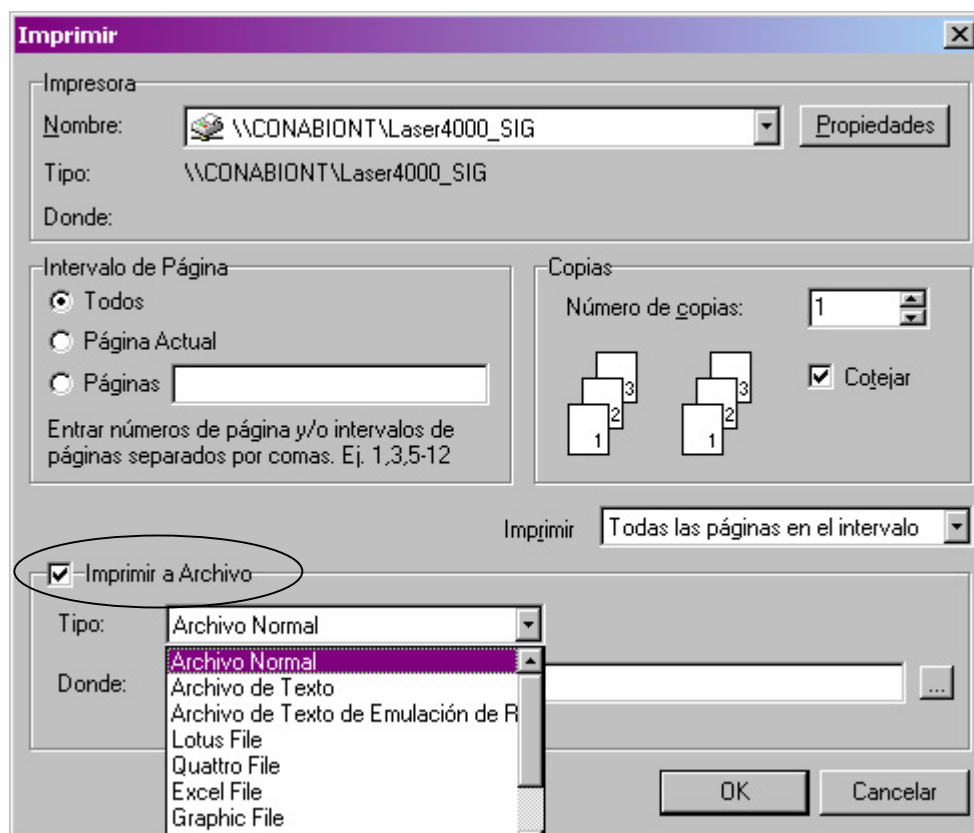 Imprimir
Impresora
Nombre: \\CONABIONT\Laser4000_SIG Propiedades
Tipo: \\CONABIONT\Laser4000_SIG
Donde:
Intervalo de Página
Todos
Página Actual
Páginas
Entrar números de página y/o intervalos de
páginas separados por comas. Ej. 1,3,5-12
Copias
Número de copias: 1
1 2 3 1 2 3
Cotejar
Imprimir Todas las páginas en el intervalo
Imprimir a Archivo
Tipo: Archivo Normal
Donde: ...
Archivo Normal
Archivo de Texto
Archivo de Texto de Emulación de R
Lotus File
Quattro File
Excel File
Graphic File
OK Cancelar